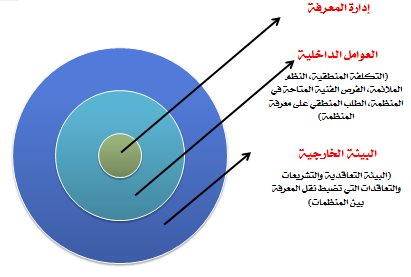 إدارة المعرفة
العوامل الداخلية
(التكلفة المنطقية، النظم
الملائمة، الفرص الفنية المتاحة في
المنظمة، الطلب المنطقي على معرفة
المنظمة)
البيئة الخارجية
(البيئة التعاقدية والتشريعات
والتعاقدات التي تضبط نقل المعرفة
بين المنظمات)